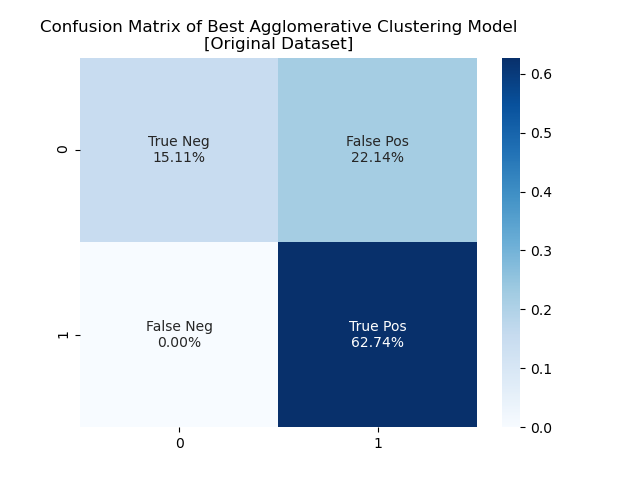 Confusion Matrix of Best Agglomerative Clustering Model
[Original Dataset]
0
True Neg
15.11%
False Pos
22.14%
1
False Neg
0.00%
True Pos
62.74%
0
1
0.6
0.5
0.4
0.3
0.2
0.1
0.0